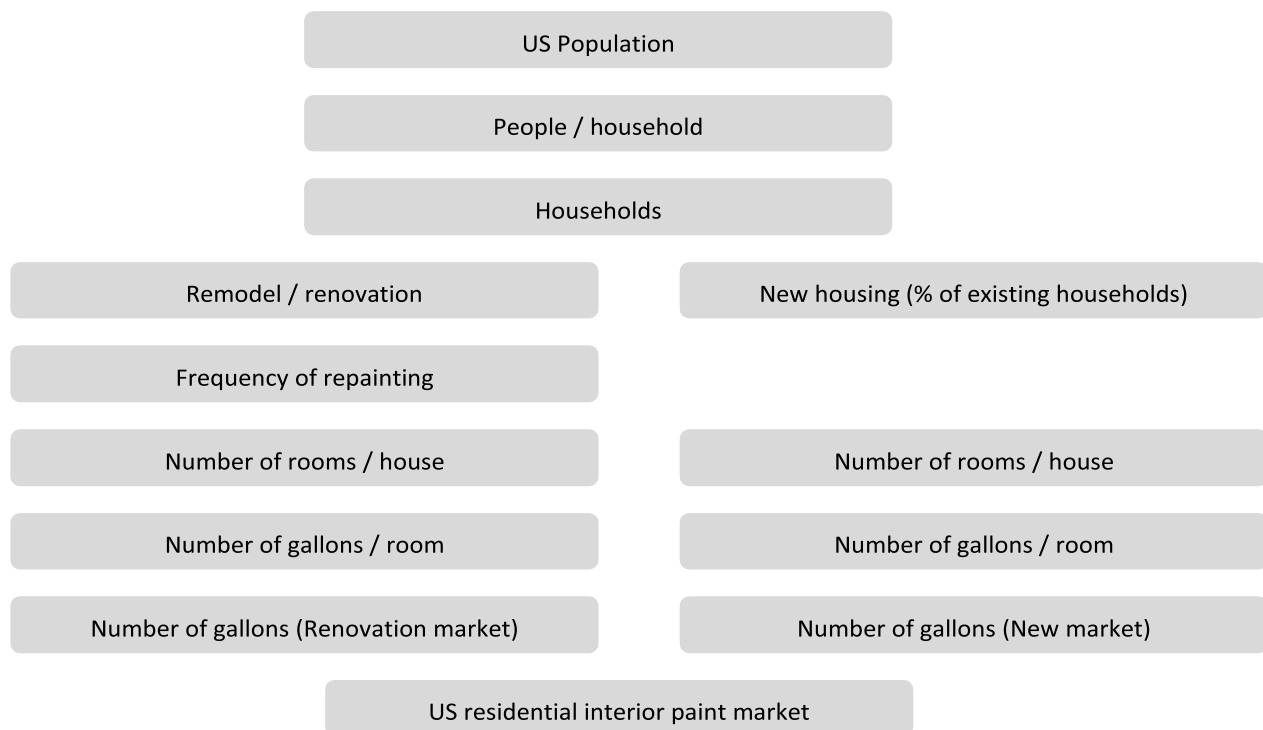 US Population
People / household
Households
Remodel / renovation
New housing (% of existing households)
Frequency of repainting
Number of rooms / house
Number of rooms / house
Number of gallons / room
Number of gallons / room
Number of gallons (Renovation market)
Number of gallons (New market)
US residential interior paint market